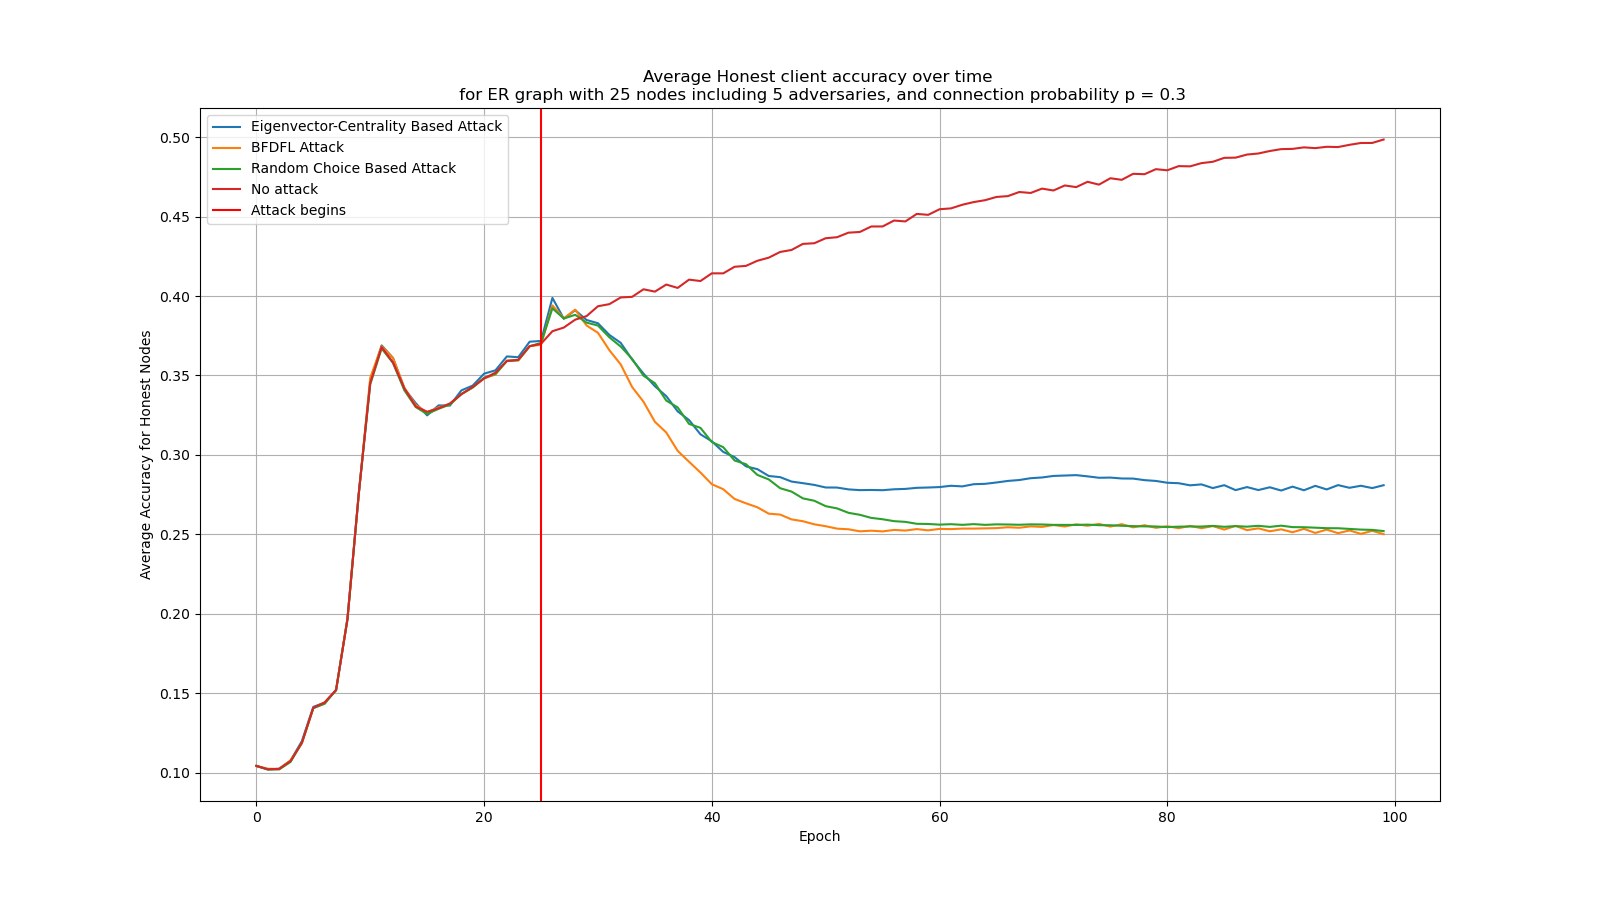 Average Honest client accuracy over time
for ER graph with 25 nodes including 5 adversaries, and connection probability p = 0.3
Eigenvector-Centrality Based Attack
BFDFL Attack
Random Choice Based Attack
No attack
Attack begins
Average Accuracy for Honest Nodes
0.50
0.45
0.40
0.35
0.30
0.25
0.20
0.15
0.10
0 20 40 60 80 100
Epoch